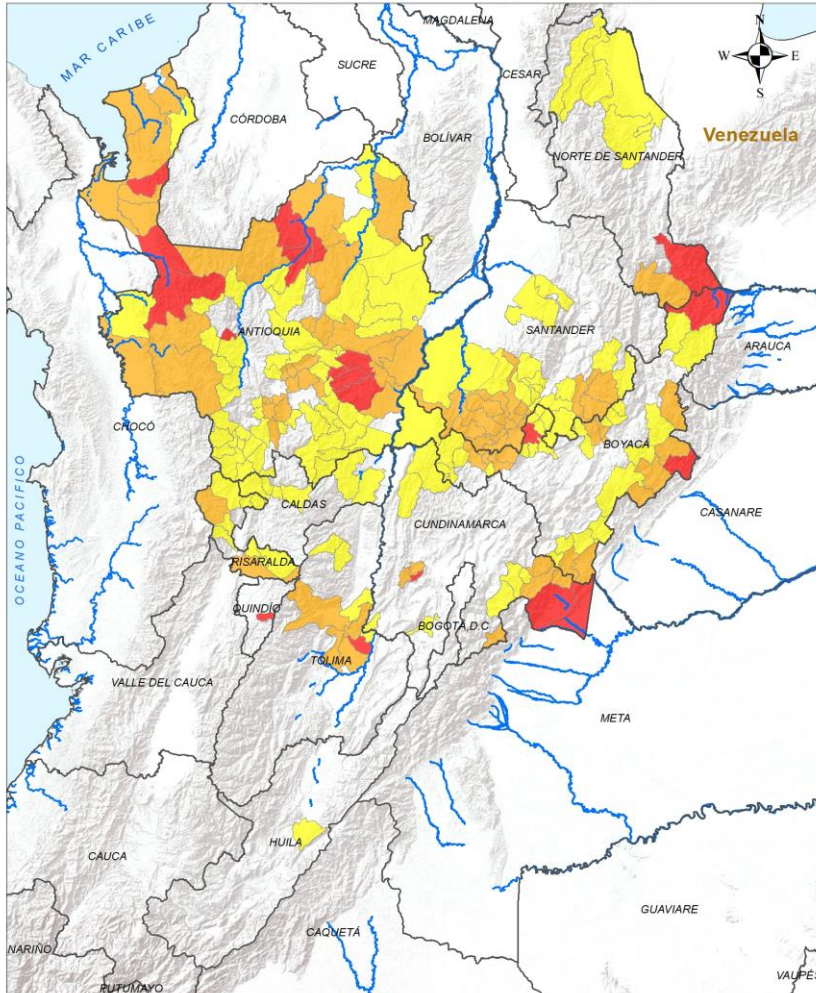 MAGDALENA
MAR CARIBE
SUCRE
CESAR
N
W
E
S
CÓRDOBA
BOLÍVAR
Venezuela
NORTE DE SANTANDER
ANTIOQUIA
SANTANDER
ARAUCA
CHOCÓ
BOYACÁ
OCEANO PACIFICO
CALDAS
CUNDINAMARCA
CASANARE
RISARALDA
QUINDÍO
BOGOTÁ, D.C
TOLIMA
VALLE DEL CAUCA
META
HUILA
CAUCA
GUAVIARE
CAQUETÁ
NARIÑO
PUTUMAYO
VAUPÉS